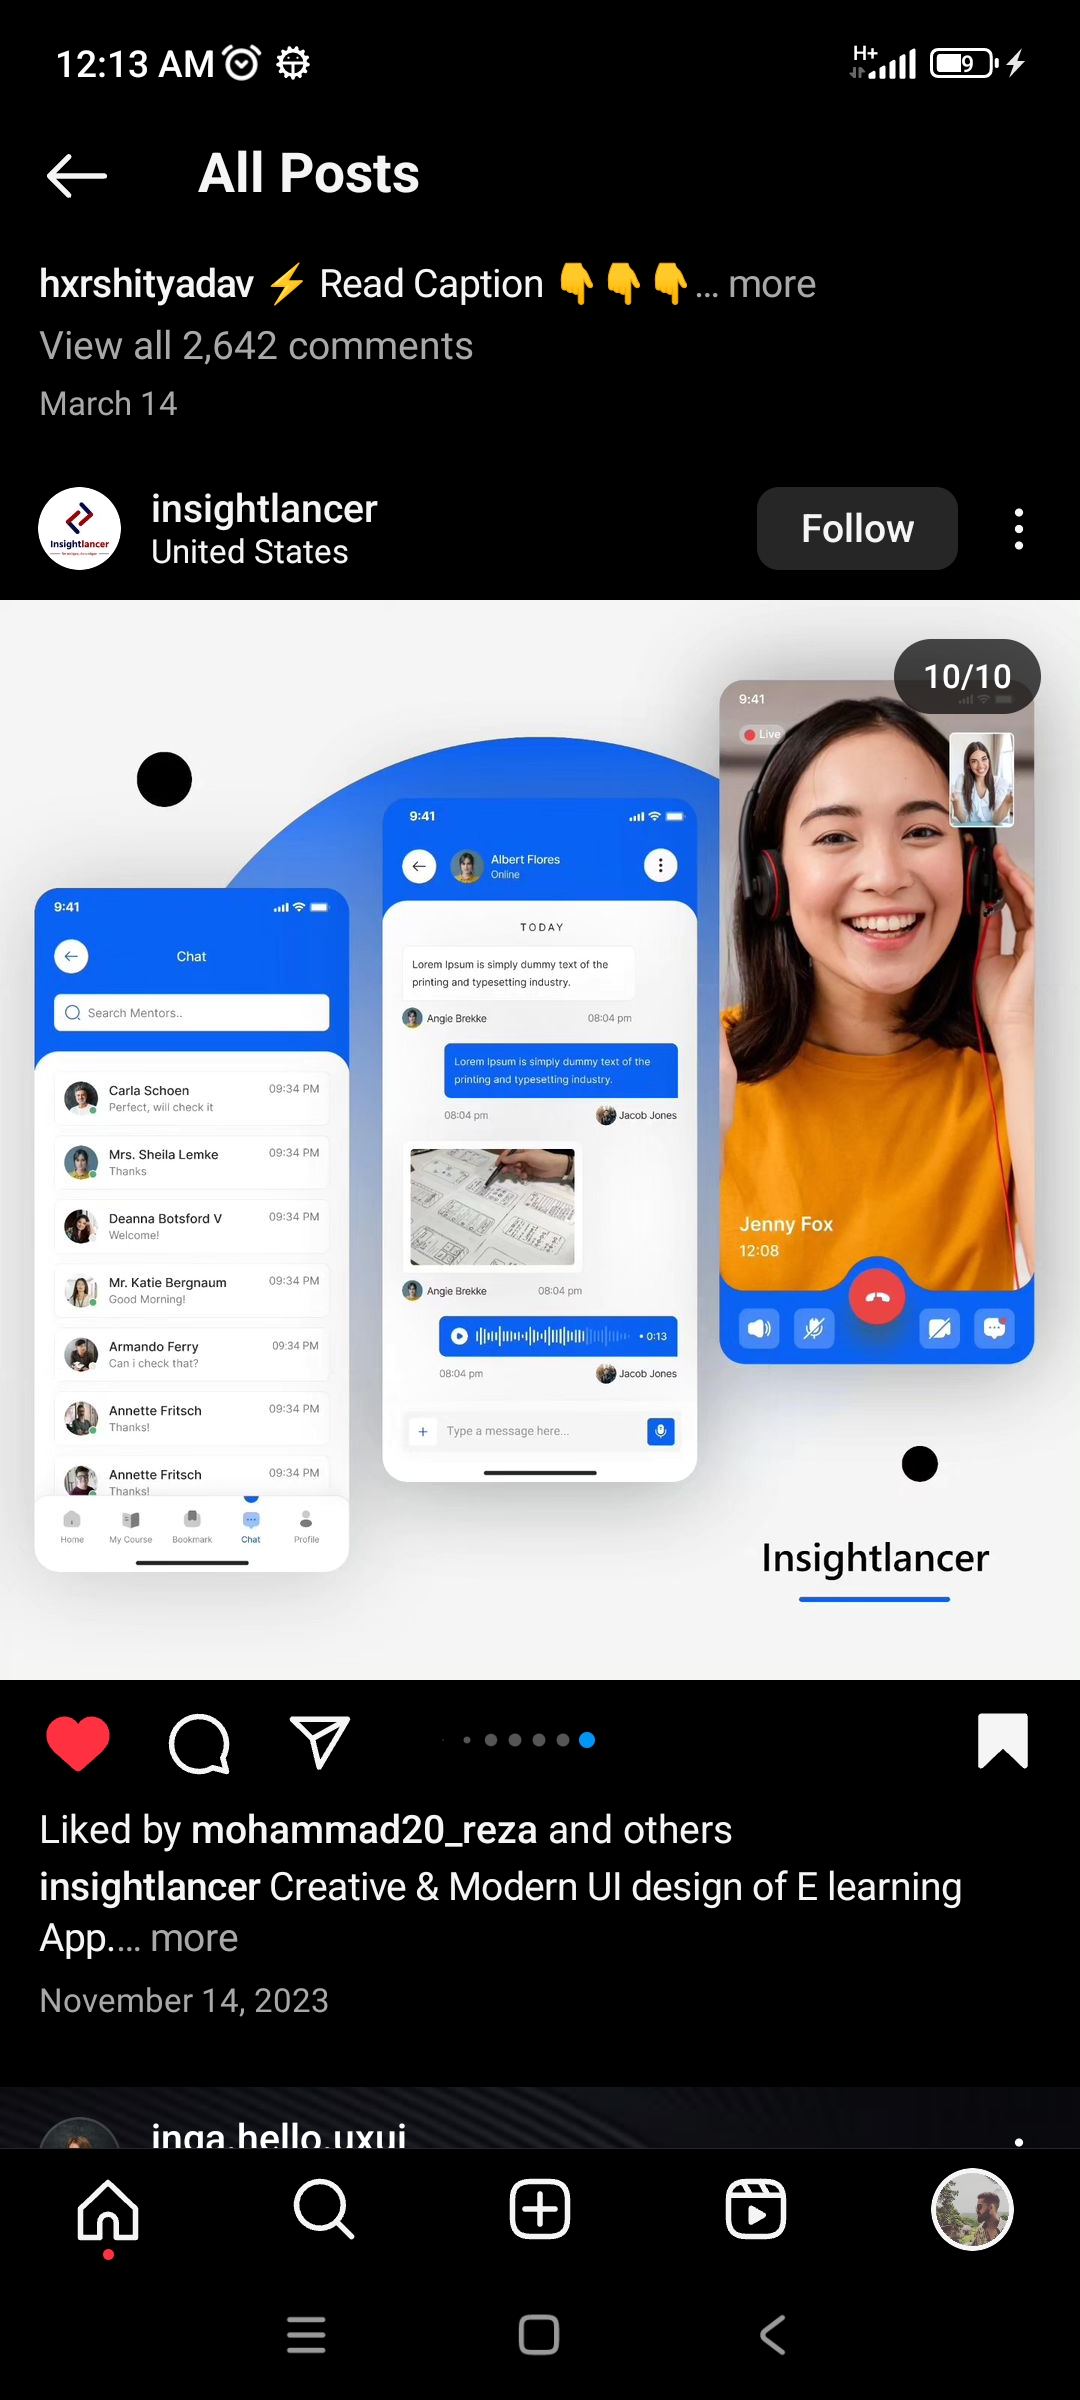 12:13 AM
H+
9
All Posts
hxrshityadav ⚡ Read Caption 👇👇👇... more
View all 2,642 comments
March 14
Insightlancer
insightlancer
United States
Follow
10/10
9:41
Chat
Search Mentors..
Carla Schoen 09:34 PM
Perfect, will check it
Mrs. Sheila Lemke 09:34 PM
Thanks
Deanna Botsford V 09:34 PM
Welcome!
Mr. Katie Bergnaum 09:34 PM
Good Morning!
Armando Ferry 09:34 PM
Can i check that?
Annette Fritsch 09:34 PM
Thanks!
Annette Fritsch 09:34 PM
Thanks!
Home My Course Bookmark Chat Profile
9:41
Albert Flores
Online
TODAY
Lorem Ipsum is simply dummy text of the
printing and typesetting industry.
Angie Brekke 08:04 pm
Lorem Ipsum is simply dummy text of the
printing and typesetting industry.
08:04 pm Jacob Jones
Angie Brekke 08:04 pm
0:13
08:04 pm Jacob Jones
+ Type a message here...
9:41
Live
Jenny Fox
12:08
Insightlancer
Liked by mohammad20_reza and others
insightlancer Creative & Modern UI design of E learning
App.... more
November 14, 2023
inga.hello.uxui